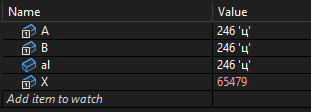 Name Value
A 246 'ц'
B 246 'ц'
al 246 'ц'
X 65479
Add item to watch